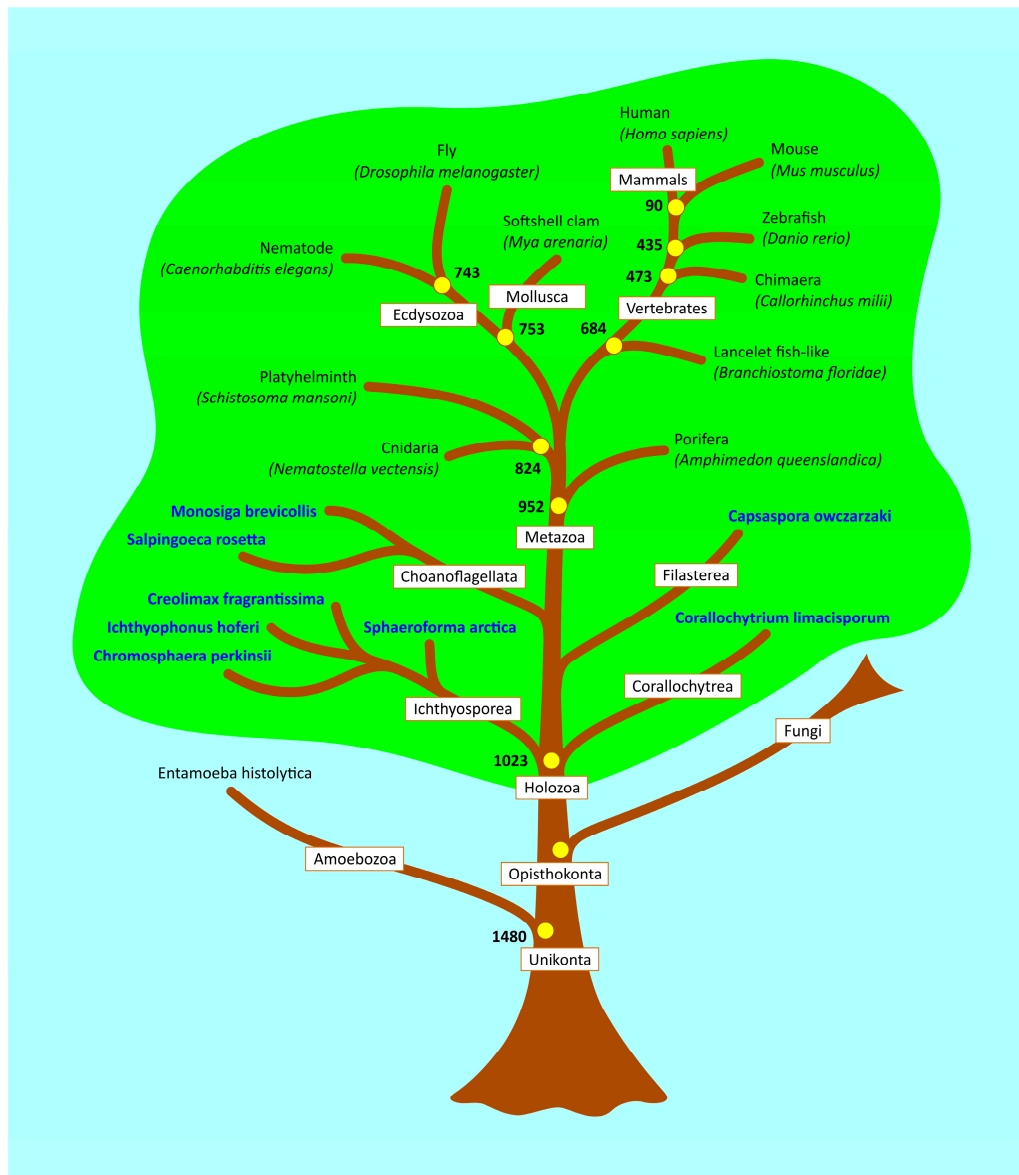 Human
(Homo sapiens)
Fly
(Drosophila melanogaster)
Mouse
(Mus musculus)
Mammals
90
Softshell clam
(Mya arenaria)
Zebrafish
(Danio rerio)
435
Nematode
(Caenorhabditis elegans)
743
473
Chimaera
(Callorhinchus milii)
Mollusca
Ecdysozoa
Vertebrates
753
684
Lancelet fish-like
(Branchiostoma floridae)
Platyhelminth
(Schistosoma mansoni)
Cnidaria
(Nematostella vectensis)
824
Porifera
(Amphimedon queenslandica)
952
Metazoa
Monosiga brevicollis
Salpingoeca rosetta
Capsaspora owczarzaki
Choanoflagellata
Filasterea
Creolimax fragrantissima
Ichthyophonus hoferi
Sphaeroforma arctica
Corallochytrium limacisporum
Chromosphaera perkinsii
Corallochytrea
Ichthyosporea
Fungi
1023
Holozoa
Entamoeba histolytica
Amoebozoa
Opisthokonta
1480
Unikonta